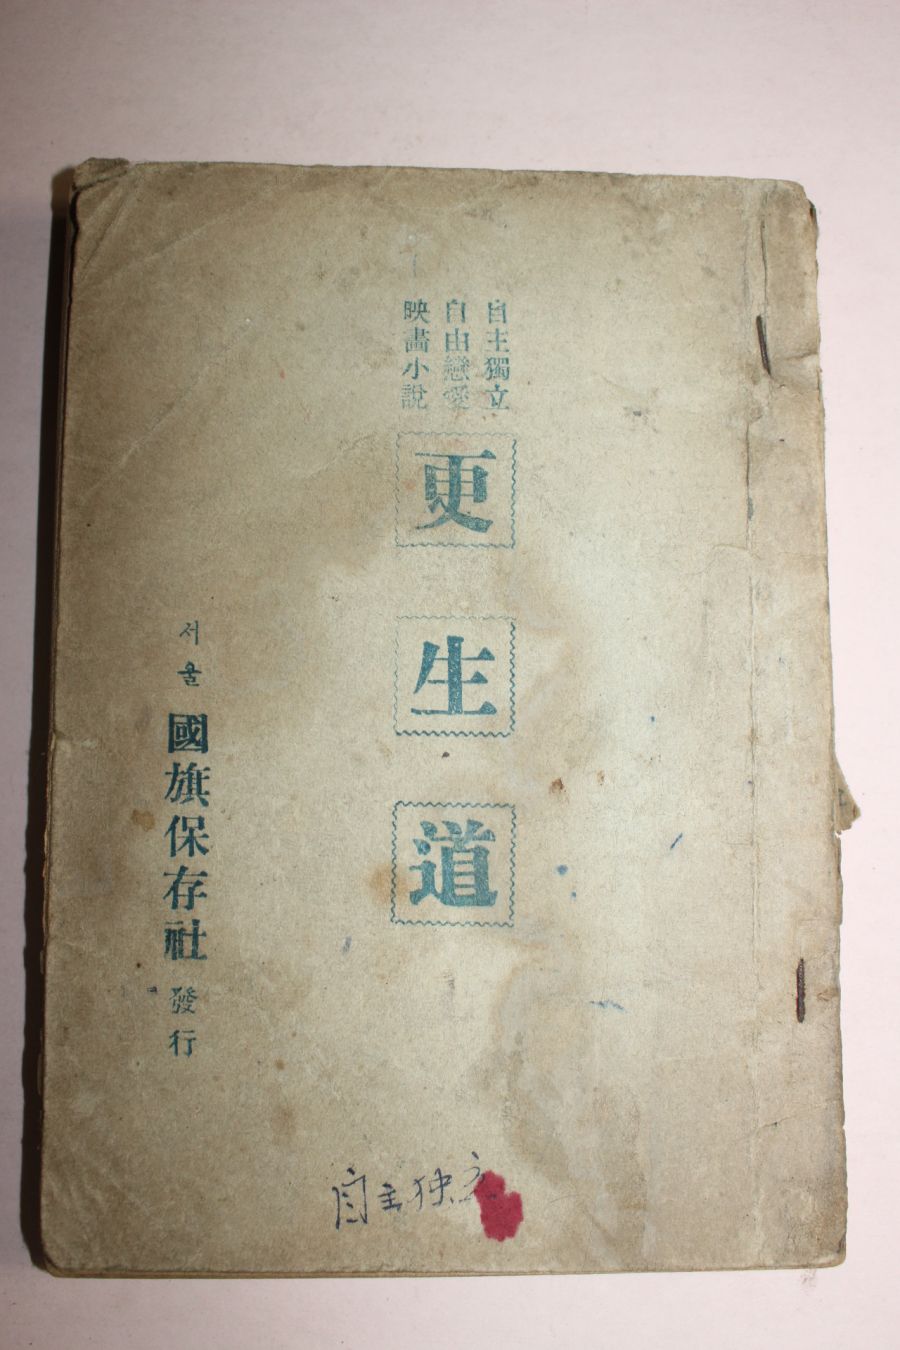 自主獨立
自由戀愛
映畵小說
更生道
서울 國旗保存社 發行
自主独立